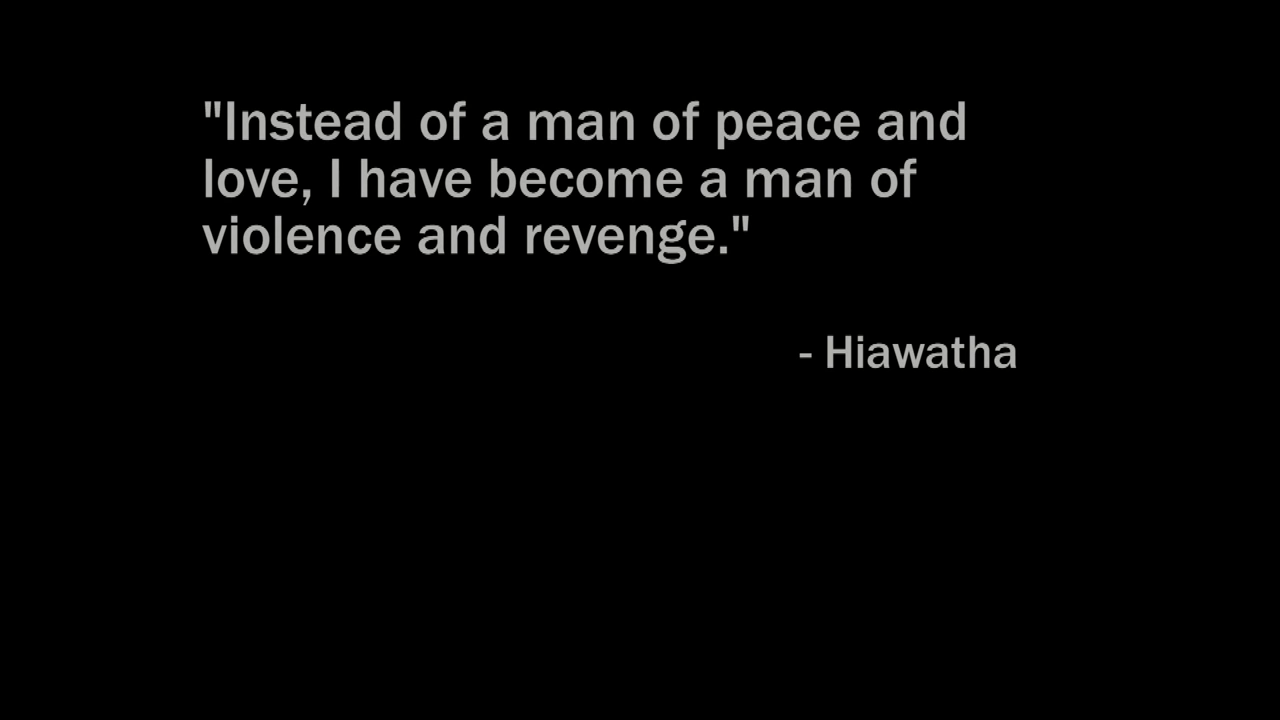 "Instead of a man of peace and
love, I have become a man of
violence and revenge."
- Hiawatha